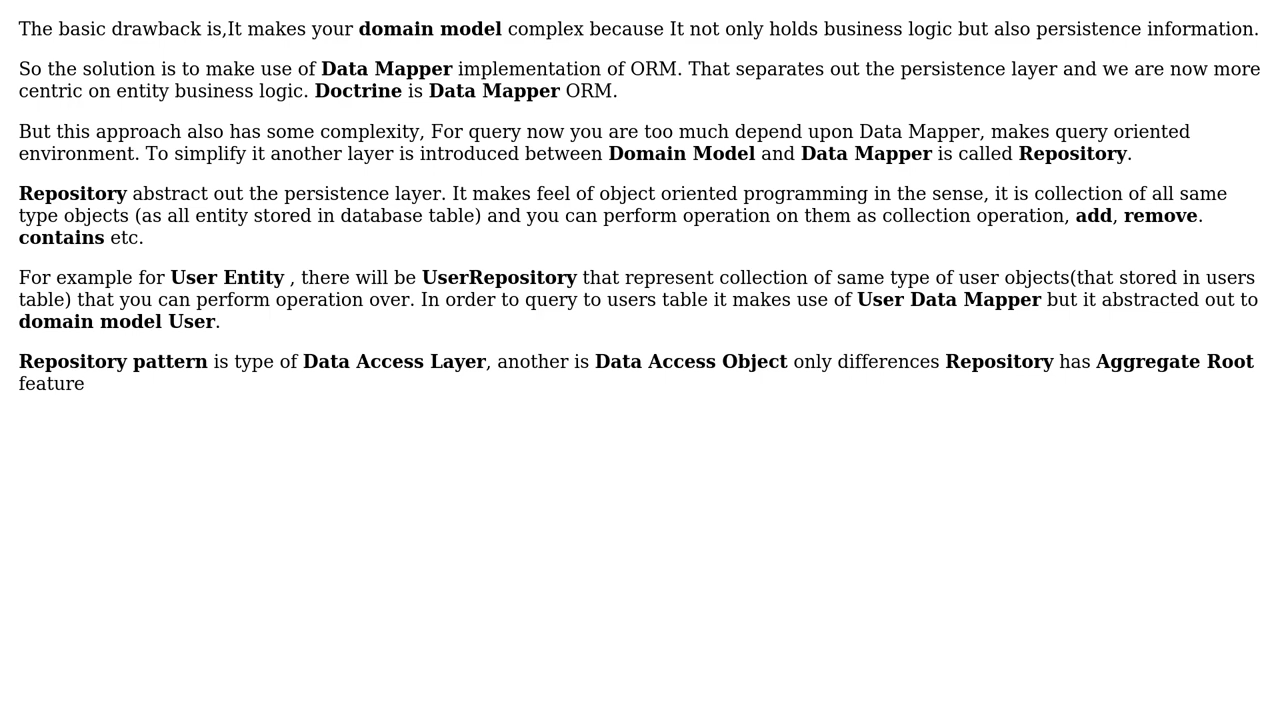 The basic drawback is,It makes your domain model complex because It not only holds business logic but also persistence information.
So the solution is to make use of Data Mapper implementation of ORM. That separates out the persistence layer and we are now more
centric on entity business logic. Doctrine is Data Mapper ORM.
But this approach also has some complexity, For query now you are too much depend upon Data Mapper, makes query oriented
environment. To simplify it another layer is introduced between Domain Model and Data Mapper is called Repository.
Repository abstract out the persistence layer. It makes feel of object oriented programming in the sense, it is collection of all same
type objects (as all entity stored in database table) and you can perform operation on them as collection operation, add, remove.
contains etc.
For example for User Entity , there will be UserRepository that represent collection of same type of user objects(that stored in users
table) that you can perform operation over. In order to query to users table it makes use of User Data Mapper but it abstracted out to
domain model User.
Repository pattern is type of Data Access Layer, another is Data Access Object only differences Repository has Aggregate Root
feature